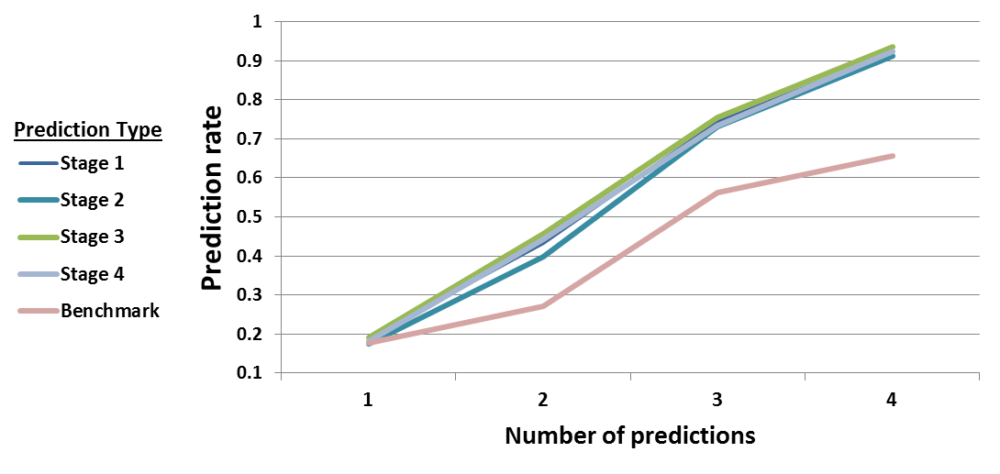 Prediction Type
Stage 1
Stage 2
Stage 3
Stage 4
Benchmark
Prediction rate
1
0.9
0.8
0.7
0.6
0.5
0.4
0.3
0.2
0.1
1 2 3 4
Number of predictions